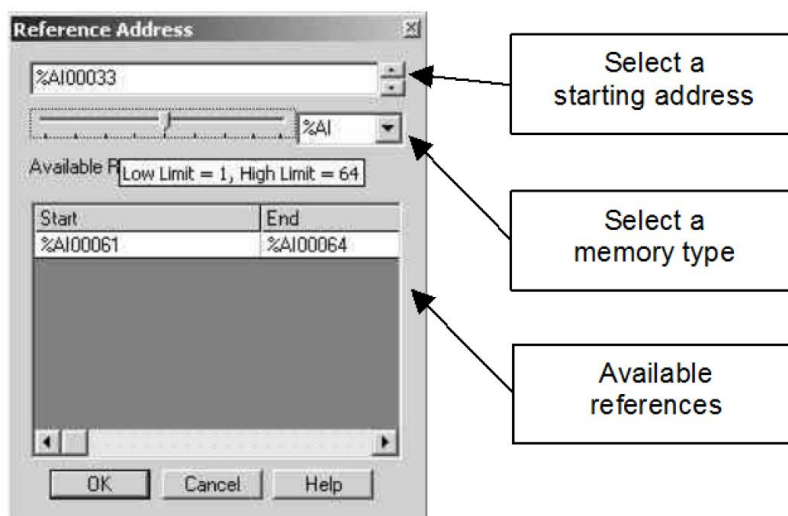 Reference Address
%AI00033
%AI
Available R
Low Limit = 1, High Limit = 64
Start End
%AI00061 %AI00064
OK Cancel Help
Select a
starting address
Select a
memory type
Available
references